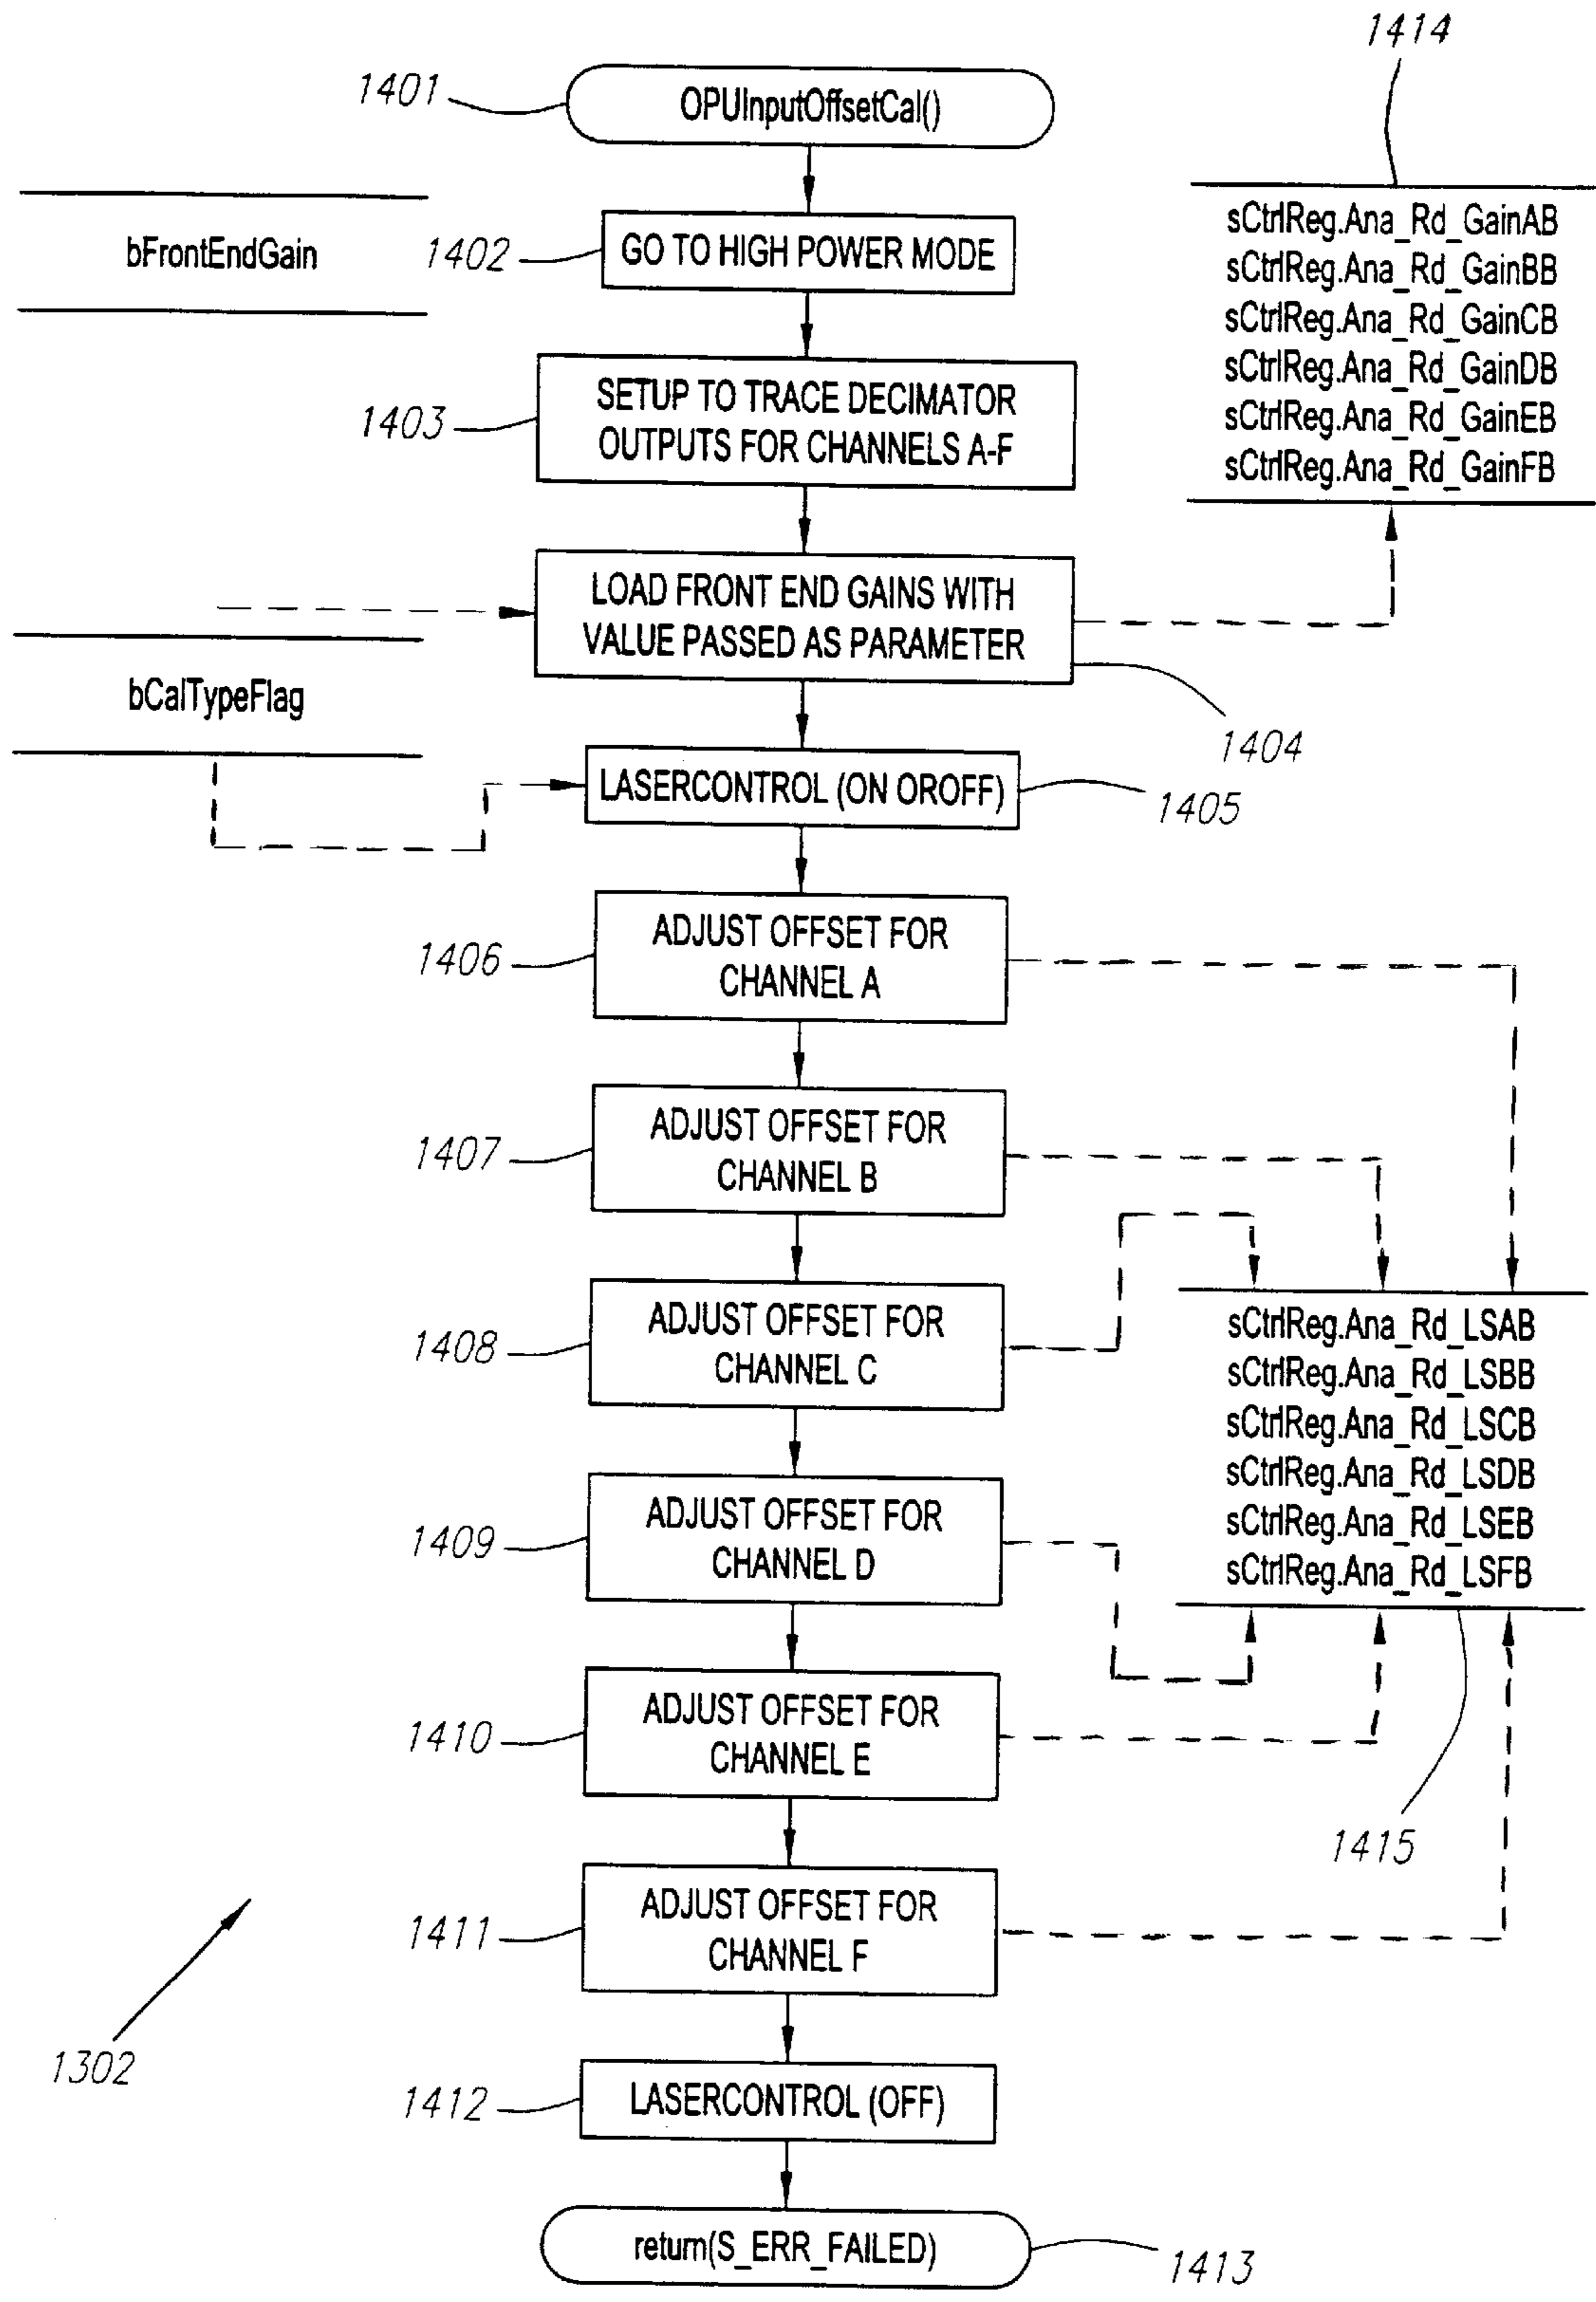 1414
1401
OPUInputOffsetCal()
bFrontEndGain
1402
GO TO HIGH POWER MODE
sCtrlReg.Ana_Rd_GainAB
sCtrlReg.Ana_Rd_GainBB
sCtrlReg.Ana_Rd_GainCB
sCtrlReg.Ana_Rd_GainDB
sCtrlReg.Ana_Rd_GainEB
sCtrlReg.Ana_Rd_GainFB
1403
SETUP TO TRACE DECIMATOR
OUTPUTS FOR CHANNELS A-F
LOAD FRONT END GAINS WITH
VALUE PASSED AS PARAMETER
1404
bCalTypeFlag
LASERCONTROL (ON OROFF)
1405
1406
ADJUST OFFSET FOR
CHANNEL A
1407
ADJUST OFFSET FOR
CHANNEL B
1408
ADJUST OFFSET FOR
CHANNEL C
sCtrlReg.Ana_Rd_LSAB
sCtrlReg.Ana_Rd_LSBB
sCtrlReg.Ana_Rd_LSCB
sCtrlReg.Ana_Rd_LSDB
sCtrlReg.Ana_Rd_LSEB
sCtrlReg.Ana_Rd_LSFB
1409
ADJUST OFFSET FOR
CHANNEL D
1410
ADJUST OFFSET FOR
CHANNEL E
1415
1411
ADJUST OFFSET FOR
CHANNEL F
1302
1412
LASERCONTROL (OFF)
return(S_ERR_FAILED)
1413